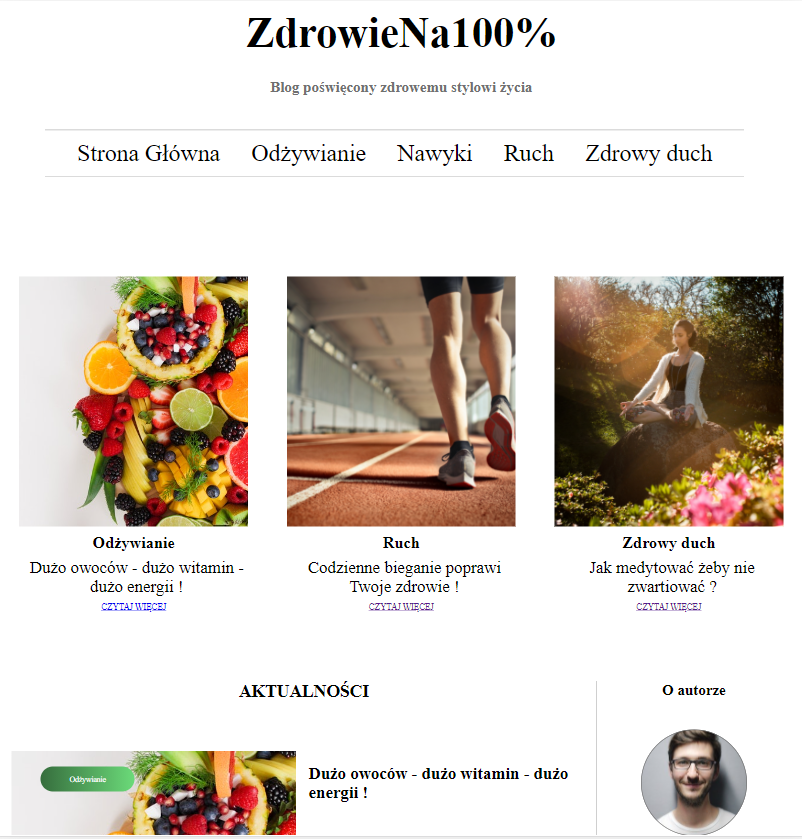 ZdrowieNa100%
Blog poświęcony zdrowemu stylowi życia
Strona Główna Odżywianie Nawyki Ruch Zdrowy duch
Odżywianie
Dużo owoców - dużo witamin -
dużo energii !
CZYTAJ WIĘCEJ
Ruch
Codzienne bieganie poprawi
Twoje zdrowie !
CZYTAJ WIĘCEJ
Zdrowy duch
Jak medytować żeby nie
zwartiować ?
CZYTAJ WIĘCEJ
AKTUALNOŚCI
Odżywianie
Dużo owoców - dużo witamin - dużo
energii !
O autorze